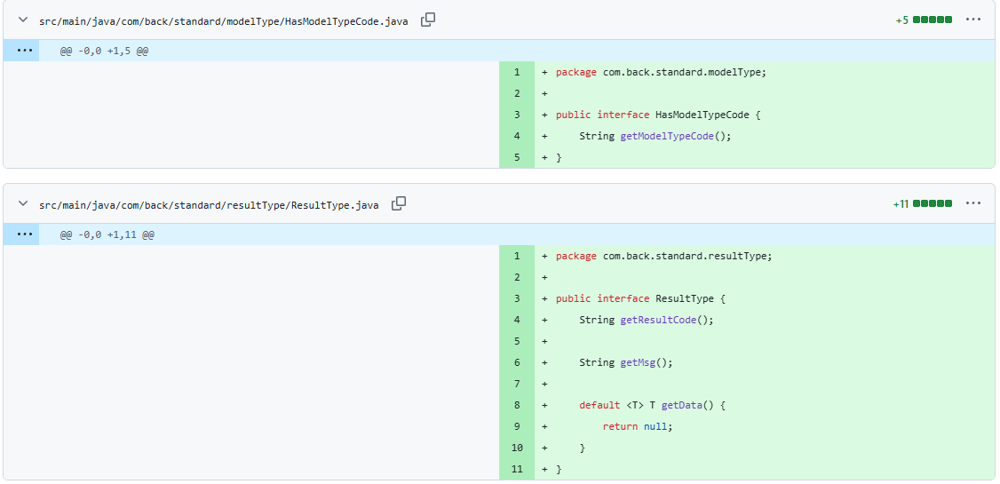 src/main/java/com/back/standard/modelType/HasModelTypeCode.java +5
@@ -0,0 +1,5 @@
1 + package com.back.standard.modelType;
2 +
3 + public interface HasModelTypeCode {
4 +     String getModelTypeCode();
5 + }
src/main/java/com/back/standard/resultType/ResultType.java +11
@@ -0,0 +1,11 @@
1 + package com.back.standard.resultType;
2 +
3 + public interface ResultType {
4 +     String getResultCode();
5 +
6 +     String getMsg();
7 +
8 +     default <T> T getData() {
9 +         return null;
10 +     }
11 + }